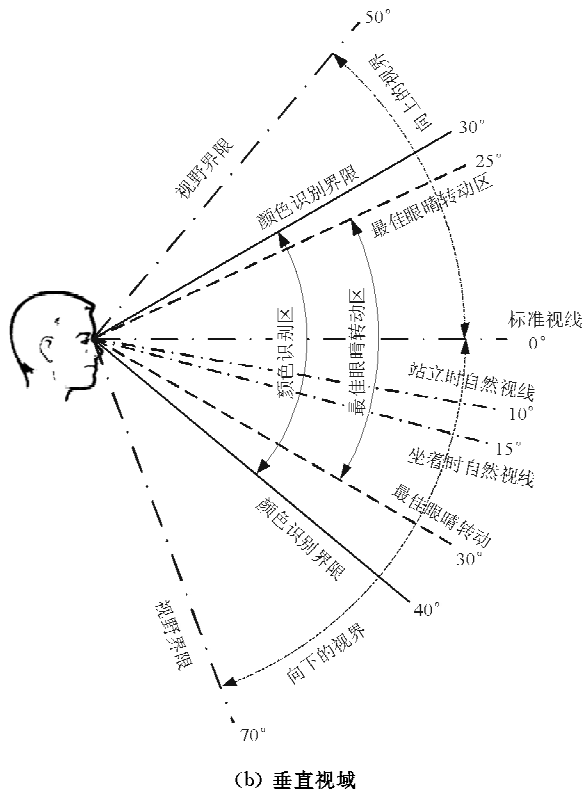 50°
向上的视界
视野界限
30°
颜色识别界限
25°
最佳眼睛转动区
标准视线
0°
颜色识别区
最佳眼睛转动区
站立时自然视线
10°
15°
坐着时自然视线
最佳眼睛转动
30°
颜色识别界限
40°
视野界限
向下的视界
70°
(b) 垂直视域